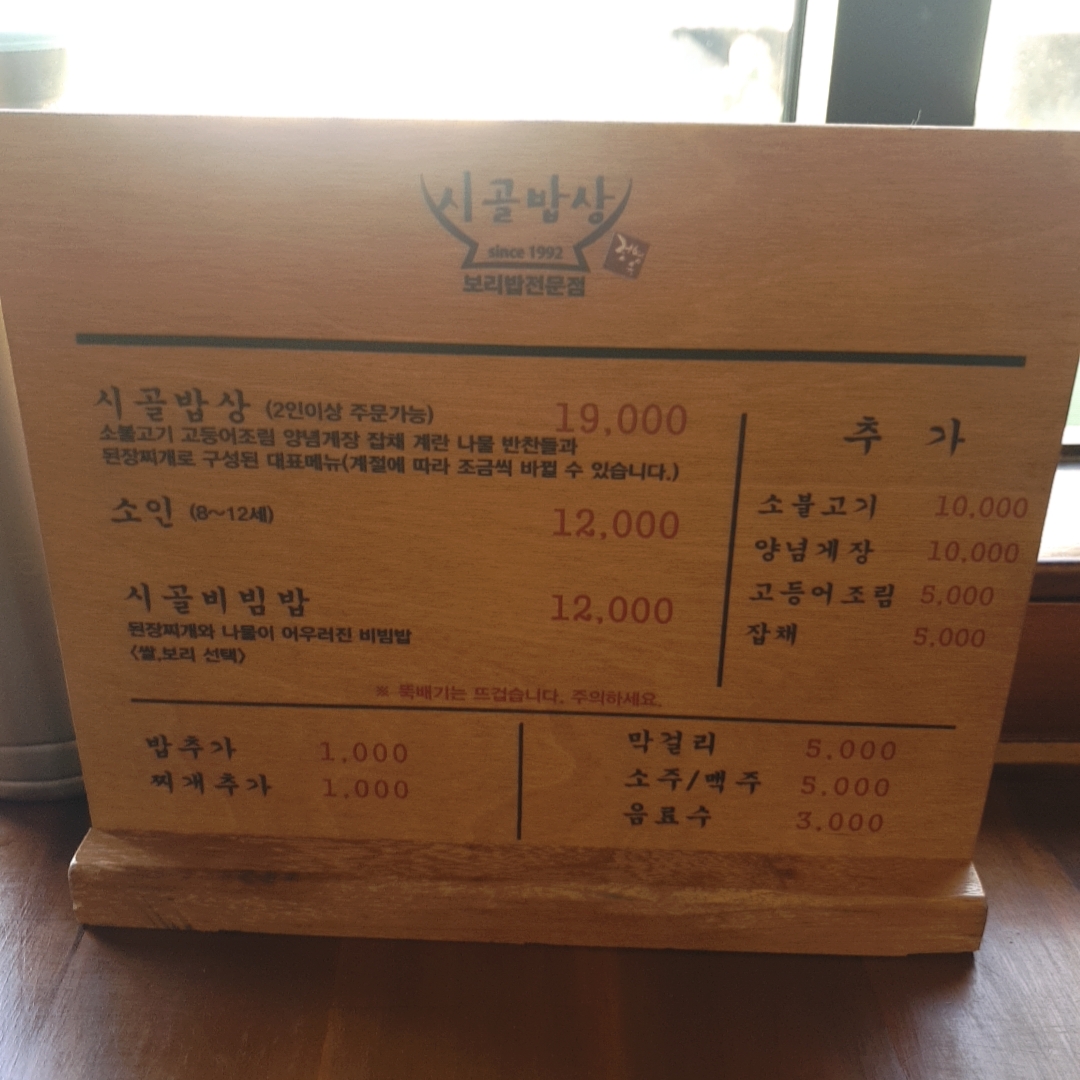 시골밥상
since 1992
보리밥전문점
시골밥상 (2인이상 주문가능) 19,000
소불고기 고등어조림 양념게장 잡채 계란 나물 반찬들과
된장찌개로 구성된 대표메뉴(계절에 따라 조금씩 바뀔 수 있습니다.)
소인 (8~12세) 12,000
시골비빔밥 12,000
된장찌개와 나물이 어우러진 비빔밥
<쌀,보리 선택>
추 가
소불고기 10,000
양념게장 10,000
고등어조림 5,000
잡채 5,000
※ 뚝배기는 뜨겁습니다. 주의하세요.
밥추가 1,000
찌개추가 1,000
막걸리 5,000
소주/맥주 5,000
음료수 3,000